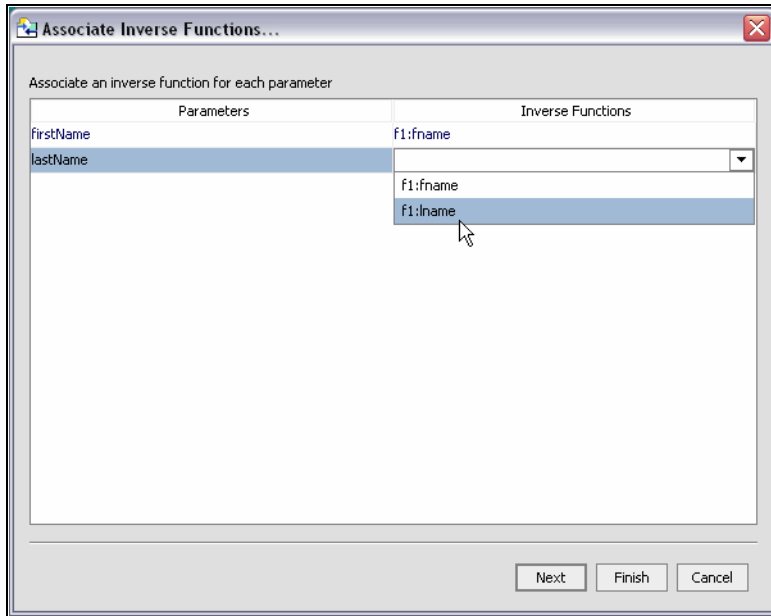 Associate Inverse Functions...
Associate an inverse function for each parameter
Parameters Inverse Functions
firstName f1:fname
lastName
f1:fname
f1:lname
Next Finish Cancel